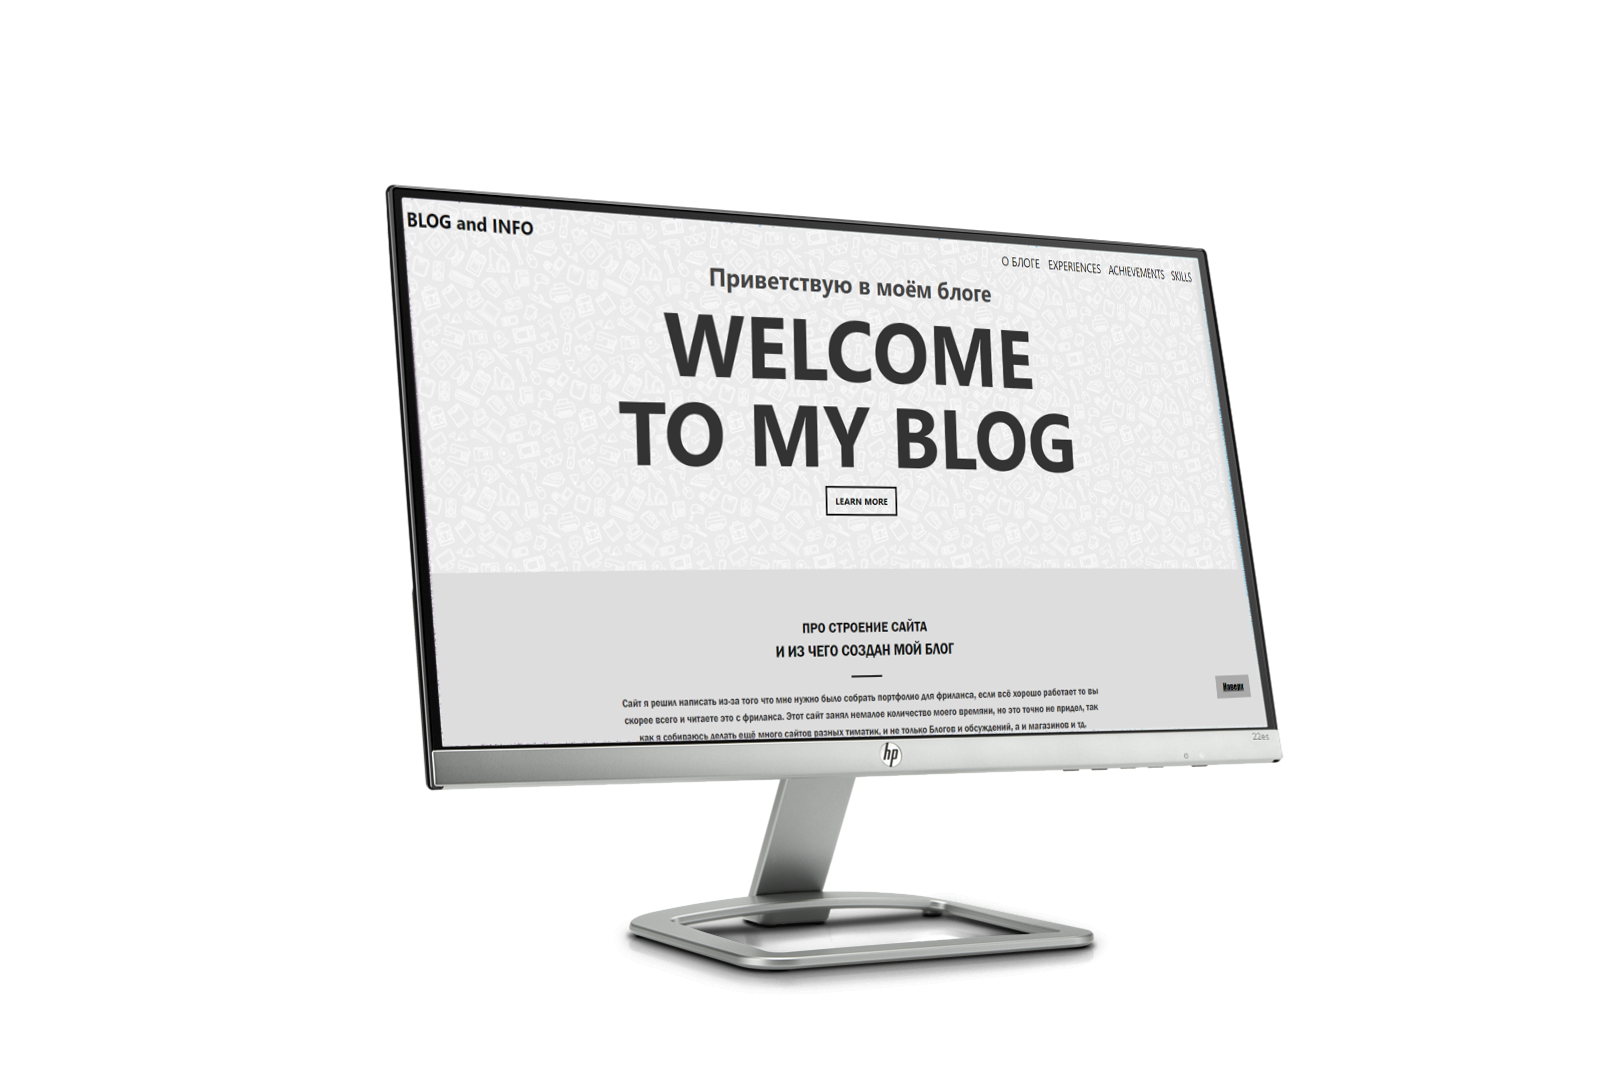 BLOG and INFO
О БЛОГЕ EXPERIENCES ACHIEVEMENTS SKILLS
Приветствую в моём блоге
WELCOME
TO MY BLOG
LEARN MORE
ПРО СТРОЕНИЕ САЙТА
И ИЗ ЧЕГО СОЗДАН МОЙ БЛОГ
Сайт я решил написать из-за того что мне нужно было собрать портфолио для фриланса, если всё хорошо работает то вы
скорее всего и читаете это с фриланса. Этот сайт занял немалое количество моего времяни, но это точно не придел, так
как я собираюсь делать ещё много сайтов разных тиматик, и не только Блогов и обсуждений, а и магазинов и тд.
Наверх
hp
22es